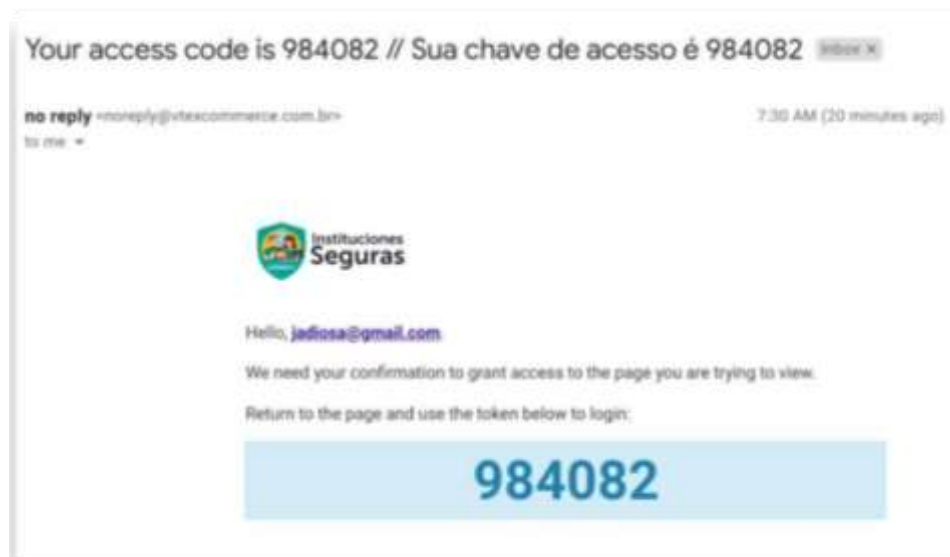 Your access code is 984082 // Sua chave de acesso é 984082 Inbox x
no reply <noreply@vtexcommerce.com.br> 7:30 AM (20 minutes ago)
to me
Instituciones
Seguras
Hello, jadiosa@gmail.com
We need your confirmation to grant access to the page you are trying to view.
Return to the page and use the token below to login:
984082